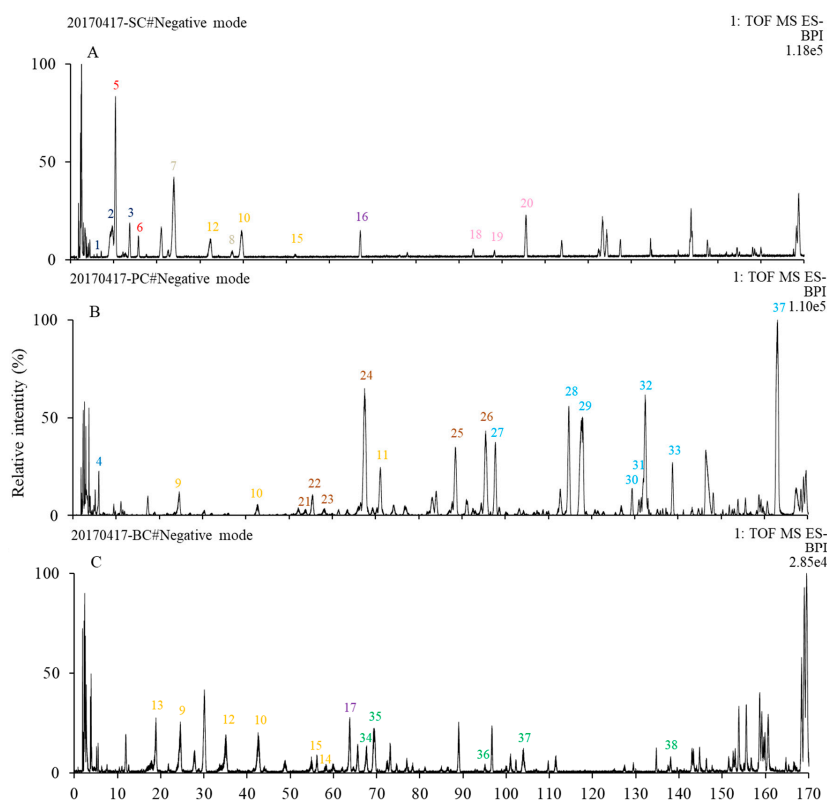 20170417-SC#Negative mode
1: TOF MS ES-
BPI
1.18e5
A
100
50
0
1 2 5 3 6 7 12 8 10 15 16 18 19 20
20170417-PC#Negative mode
1: TOF MS ES-
BPI
1.10e5
B
Relative intentity (%)
100
50
0
4 9 10 21 22 23 24 11 25 26 27 28 29 30 31 32 33 37
20170417-BC#Negative mode
1: TOF MS ES-
BPI
2.85e4
C
100
50
0
13 9 12 10 15 14 17 34 35 36 37 38
0 10 20 30 40 50 60 70 80 90 100 110 120 130 140 150 160 170